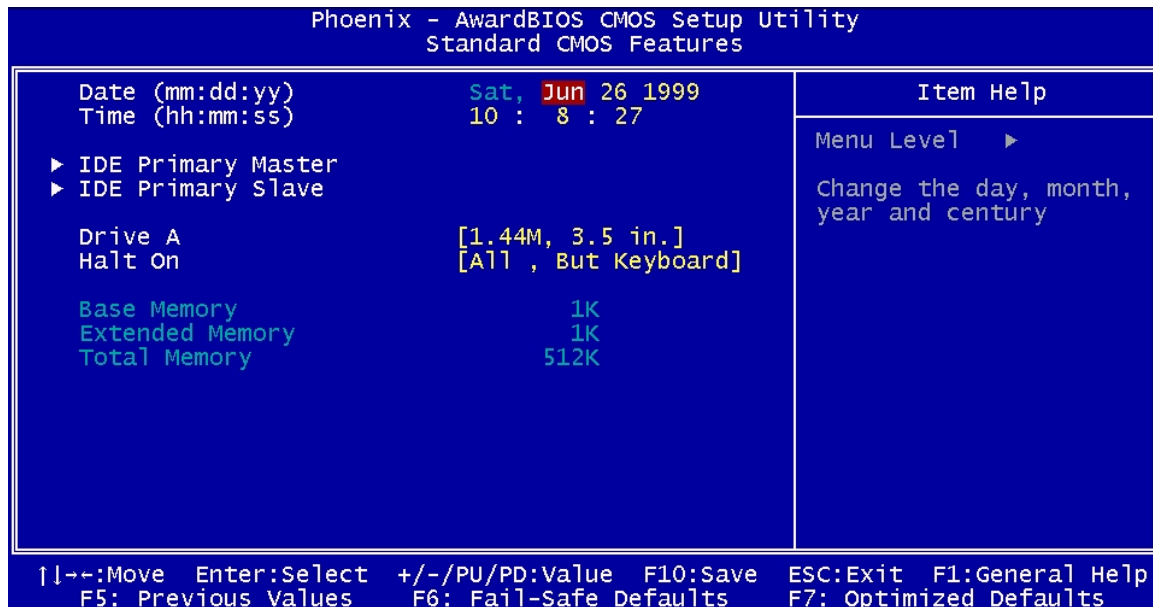 Phoenix - AwardBIOS CMOS Setup Utility
Standard CMOS Features
Date (mm:dd:yy) Sat, Jun 26 1999
Time (hh:mm:ss) 10 : 8 : 27
▶ IDE Primary Master
▶ IDE Primary Slave
Drive A [1.44M, 3.5 in.]
Halt On [All , But Keyboard]
Base Memory 1K
Extended Memory 1K
Total Memory 512K
Item Help
Menu Level ▶
Change the day, month,
year and century
↑↓→←:Move Enter:Select +/-/PU/PD:Value F10:Save ESC:Exit F1:General Help
F5: Previous Values F6: Fail-Safe Defaults F7: Optimized Defaults